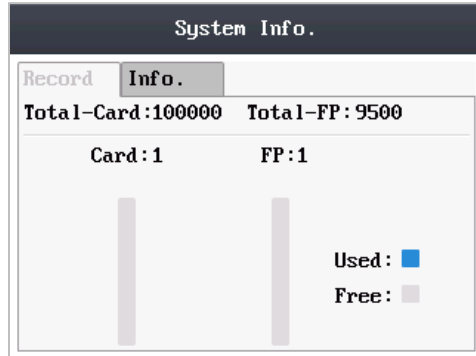 System Info.
Record Info.
Total-Card:100000 Total-FP:9500
Card:1 FP:1
Used:
Free: